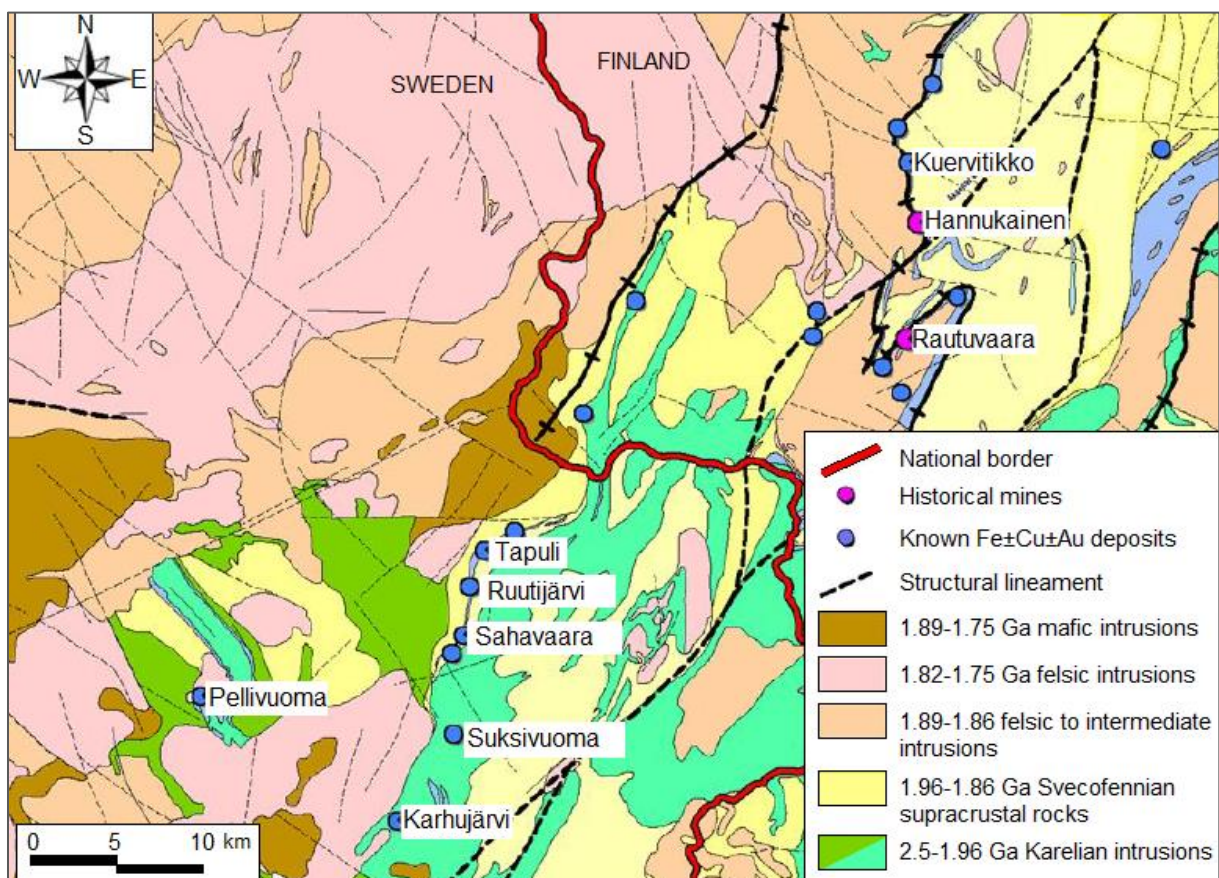 N
W E
S
SWEDEN
FINLAND
Kuervitikko
Hannukainen
Rautuvaara
Tapuli
Ruutijärvi
Sahavaara
Pellivuoma
Suksivuoma
Karhujärvi
0 5 10 km
National border
Historical mines
Known Fe±Cu±Au deposits
Structural lineament
1.89-1.75 Ga mafic intrusions
1.82-1.75 Ga felsic intrusions
1.89-1.86 felsic to intermediate
intrusions
1.96-1.86 Ga Svecofennian
supracrustal rocks
2.5-1.96 Ga Karelian intrusions